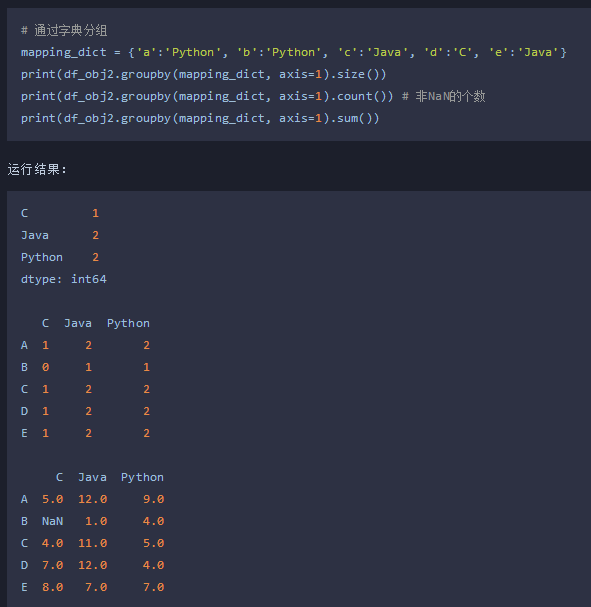 # 通过字典分组
mapping_dict = {'a':'Python', 'b':'Python', 'c':'Java', 'd':'C', 'e':'Java'}
print(df_obj2.groupby(mapping_dict, axis=1).size())
print(df_obj2.groupby(mapping_dict, axis=1).count()) # 非NaN的个数
print(df_obj2.groupby(mapping_dict, axis=1).sum())
运行结果：
C         1
Java      2
Python    2
dtype: int64
   C  Java  Python
A  1     2       2
B  0     1       1
C  1     2       2
D  1     2       2
E  1     2       2
     C  Java  Python
A  5.0  12.0     9.0
B  NaN   1.0     4.0
C  4.0  11.0     5.0
D  7.0  12.0     4.0
E  8.0   7.0     7.0